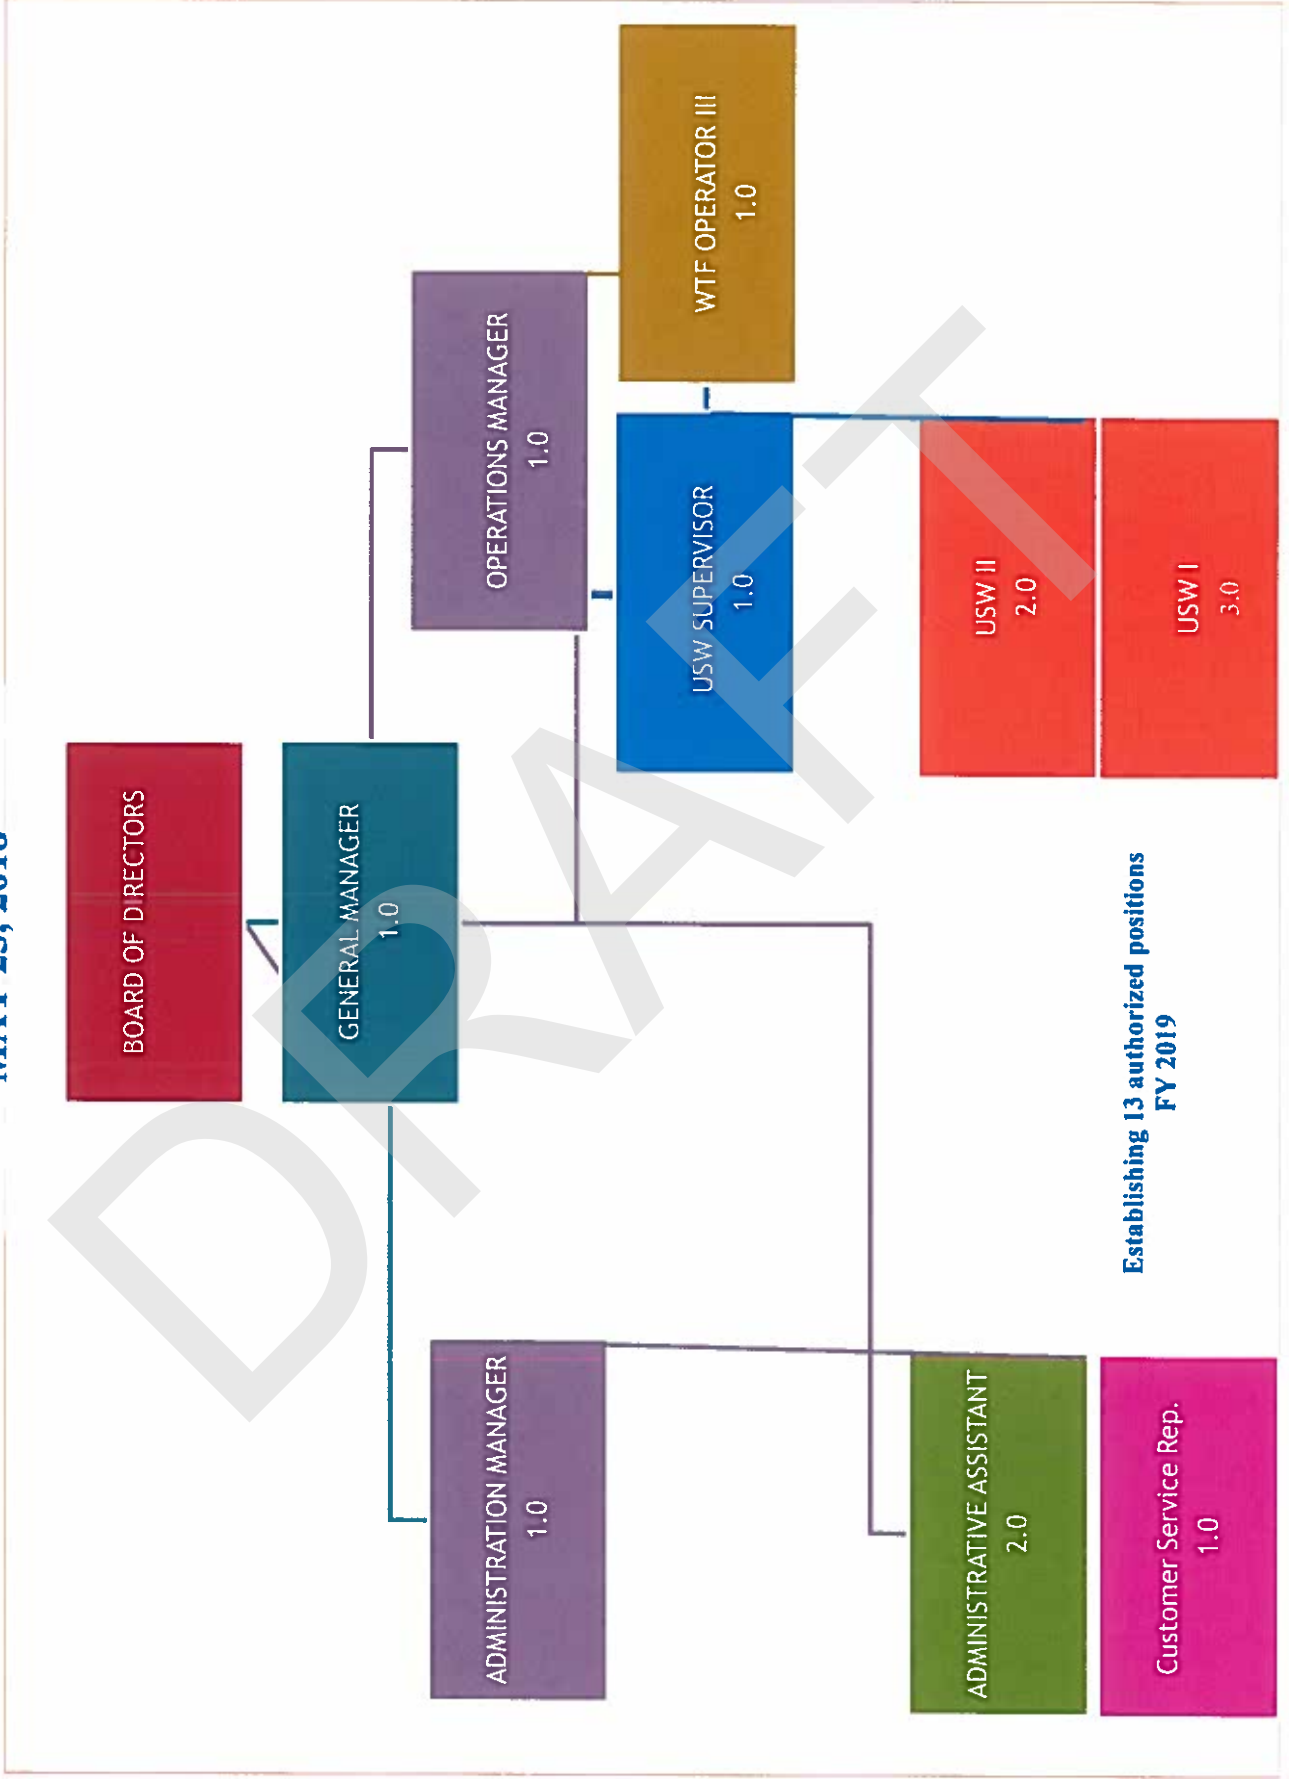 BOARD OF DIRECTORS
GENERAL MANAGER
1.0
ADMINISTRATION MANAGER
1.0
OPERATIONS MANAGER
1.0
USW SUPERVISOR
1.0
WTF OPERATOR III
1.0
ADMINISTRATIVE ASSISTANT
2.0
USW II
2.0
Customer Service Rep.
1.0
USW I
3.0
Establishing 13 authorized positions
FY 2019
DRAFT